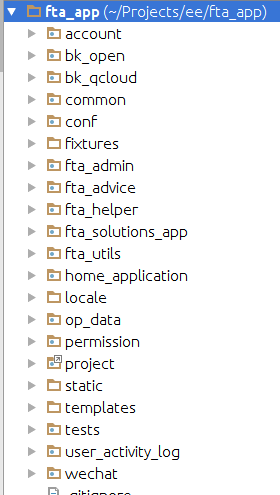 fta_app (~/Projects/ee/fta_app)
account
bk_open
bk_qcloud
common
conf
fixtures
fta_admin
fta_advice
fta_helper
fta_solutions_app
fta_utils
home_application
locale
op_data
permission
project
static
templates
tests
user_activity_log
wechat
.gitignore